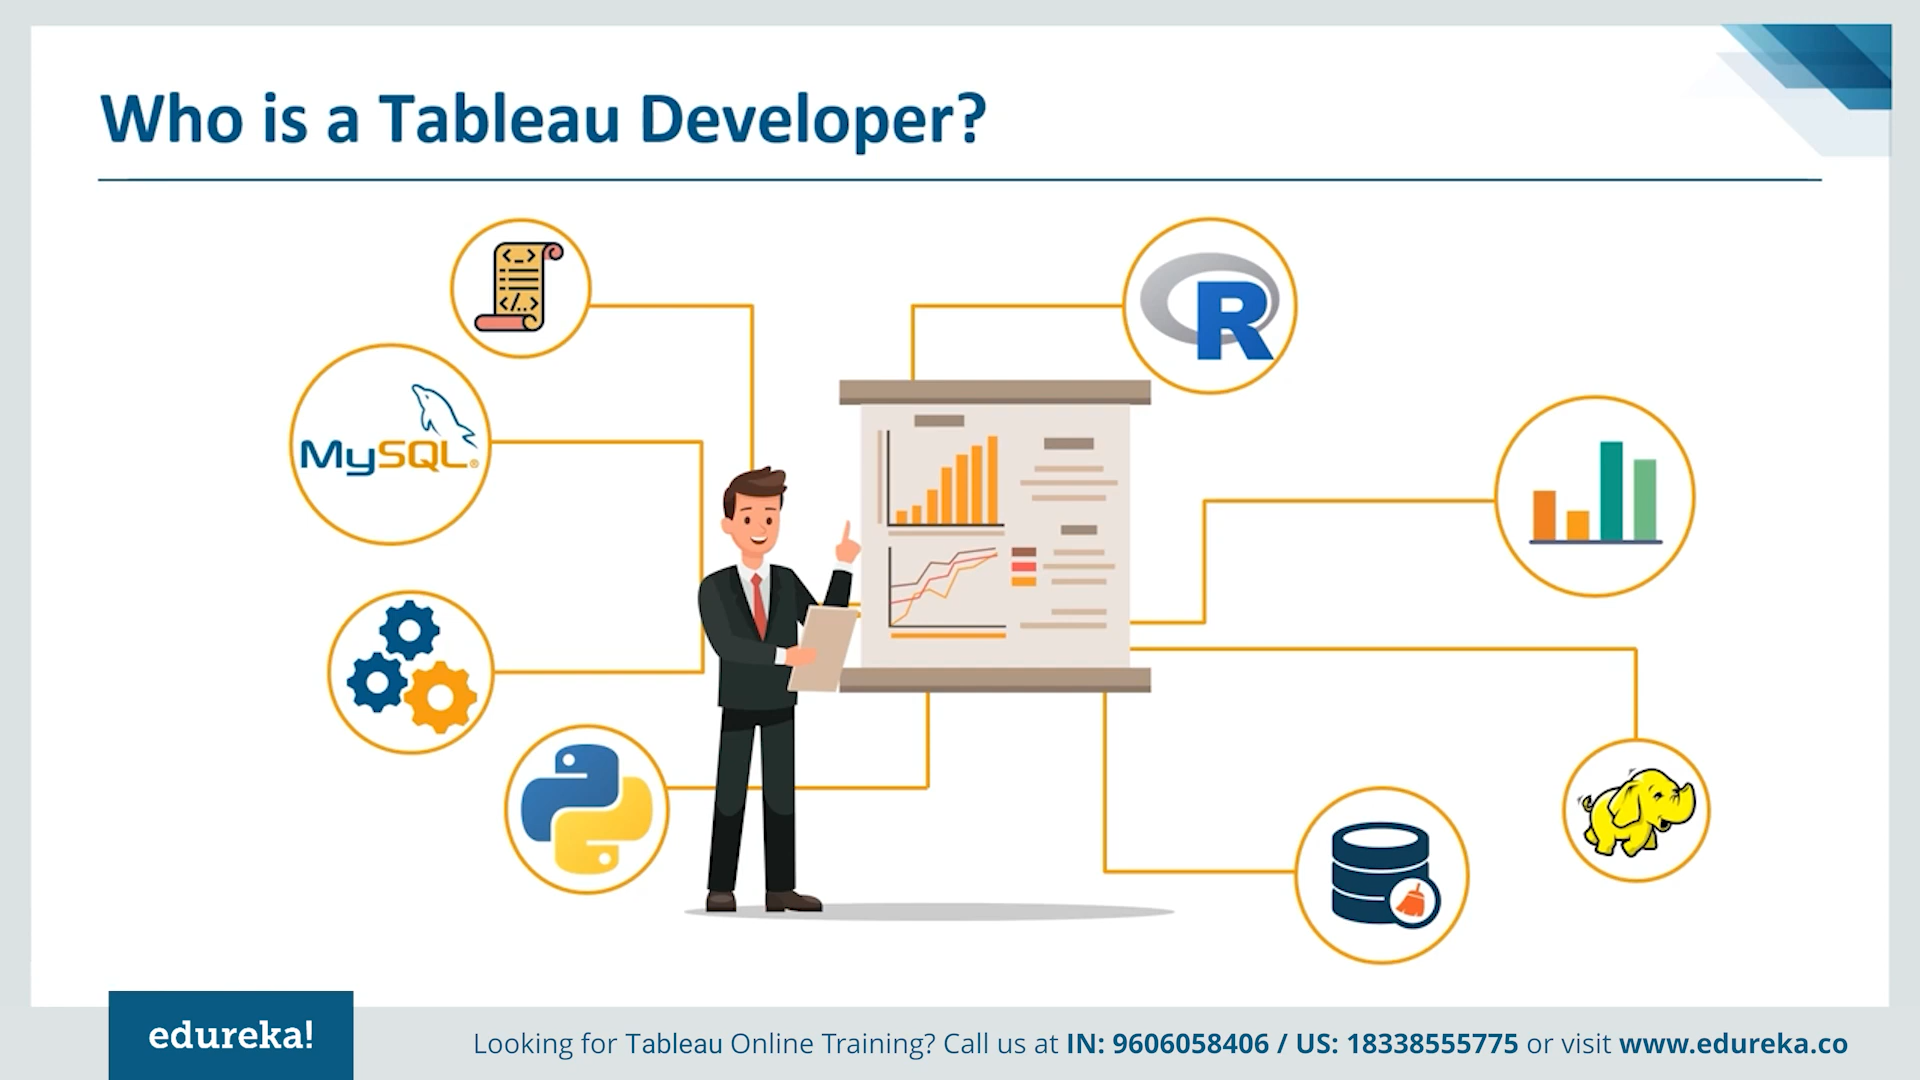 Who is a Tableau Developer?
<_>
</..>
MySQL®
R
edureka!
Looking for Tableau Online Training? Call us at IN: 9606058406 / US: 18338555775 or visit www.edureka.co